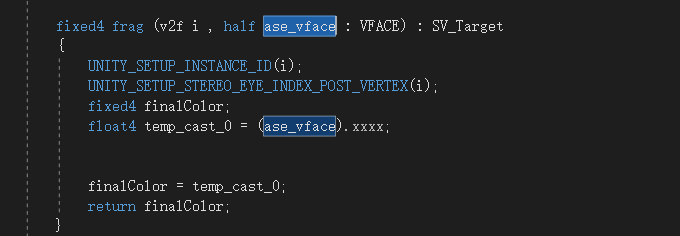 fixed4 frag (v2f i , half ase_vface : VFACE) : SV_Target
{
UNITY_SETUP_INSTANCE_ID(i);
UNITY_SETUP_STEREO_EYE_INDEX_POST_VERTEX(i);
fixed4 finalColor;
float4 temp_cast_0 = (ase_vface).xxxx;
finalColor = temp_cast_0;
return finalColor;
}